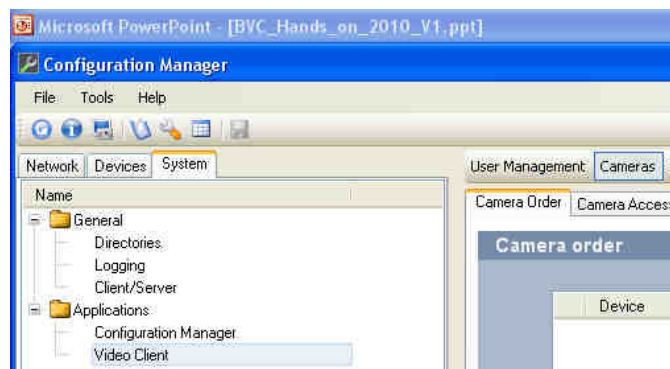 Microsoft PowerPoint - [BVC_Hands_on_2010_V1.ppt]
Configuration Manager
File Tools Help
Network Devices System
User Management Cameras
Name
Camera Order Camera Acces
General
Directories
Camera order
Logging
Client/Server
Applications
Device
Configuration Manager
Video Client